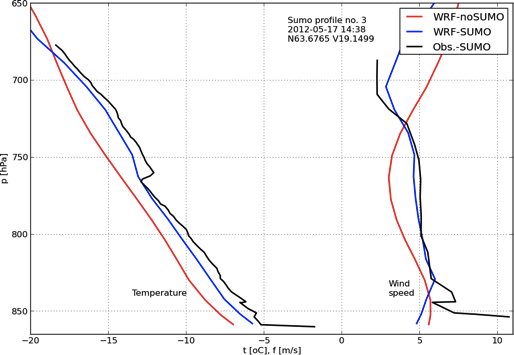 650
700
750
800
850
p [hPa]
Sumo profile no. 3
2012-05-17 14:38
N63.6765 V19.1499
WRF-noSUMO
WRF-SUMO
Obs.-SUMO
Temperature
Wind
speed
−20 −15 −10 −5 0 5 10
t [oC], f [m/s]